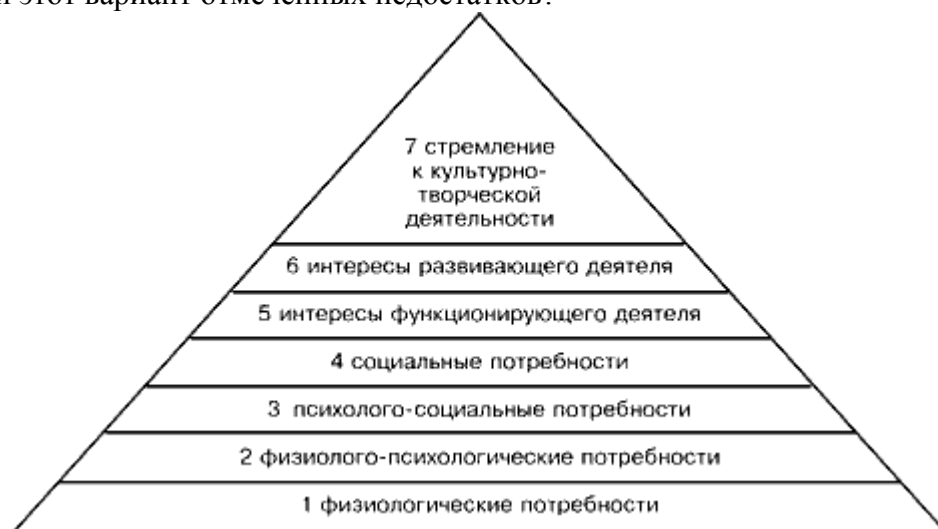 этот вариант отмеченных недостатков?
7 стремление
к культурно-
творческой
деятельности
6 интересы развивающего деятеля
5 интересы функционирующего деятеля
4 социальные потребности
3 психолого-социальные потребности
2 физиолого-психологические потребности
1 физиологические потребности